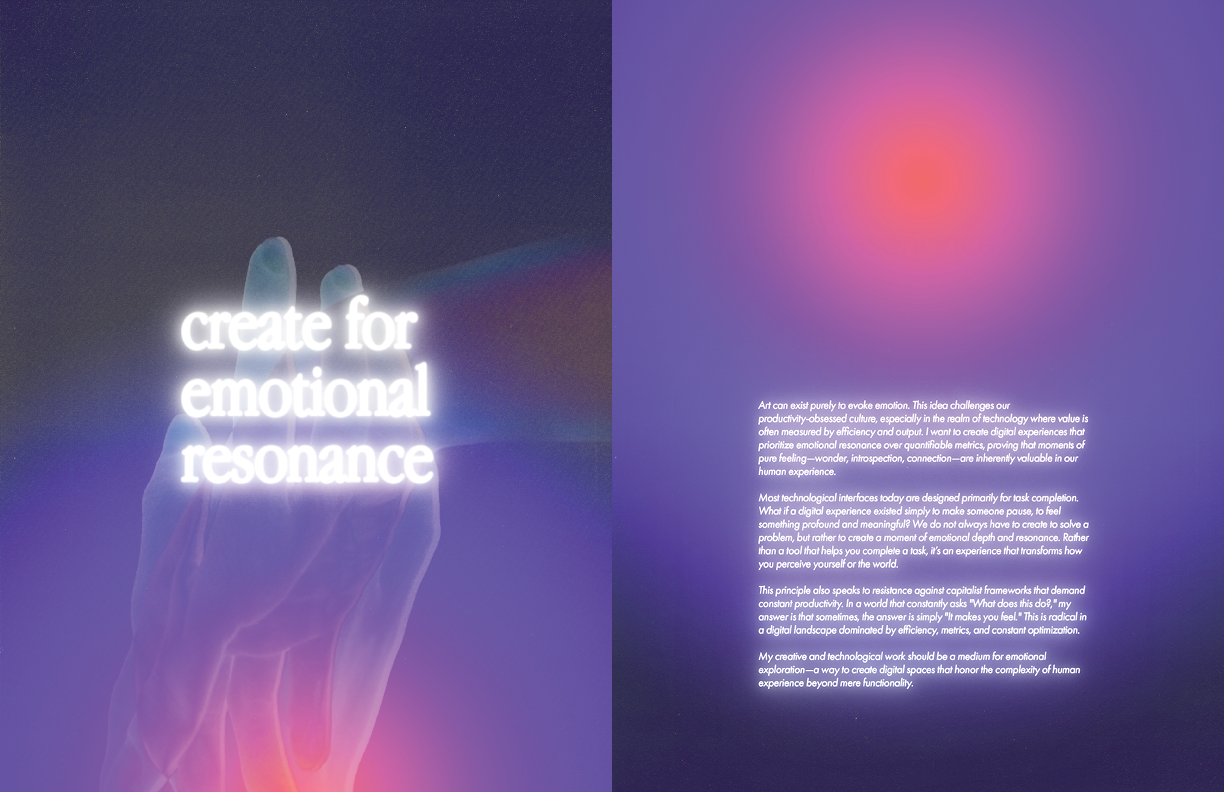 create for
emotional
resonance
Art can exist purely to evoke emotion. This idea challenges our
productivity-obsessed culture, especially in the realm of technology where value is
often measured by efficiency and output. I want to create digital experiences that
prioritize emotional resonance over quantifiable metrics, proving that moments of
pure feeling—wonder, introspection, connection—are inherently valuable in our
human experience.
Most technological interfaces today are designed primarily for task completion.
What if a digital experience existed simply to make someone pause, to feel
something profound and meaningful? We do not always have to create to solve a
problem, but rather to create a moment of emotional depth and resonance. Rather
than a tool that helps you complete a task, it's an experience that transforms how
you perceive yourself or the world.
This principle also speaks to resistance against capitalist frameworks that demand
constant productivity. In a world that constantly asks "What does this do?," my
answer is that sometimes, the answer is simply "It makes you feel." This is radical in
a digital landscape dominated by efficiency, metrics, and constant optimization.
My creative and technological work should be a medium for emotional
exploration—a way to create digital spaces that honor the complexity of human
experience beyond mere functionality.